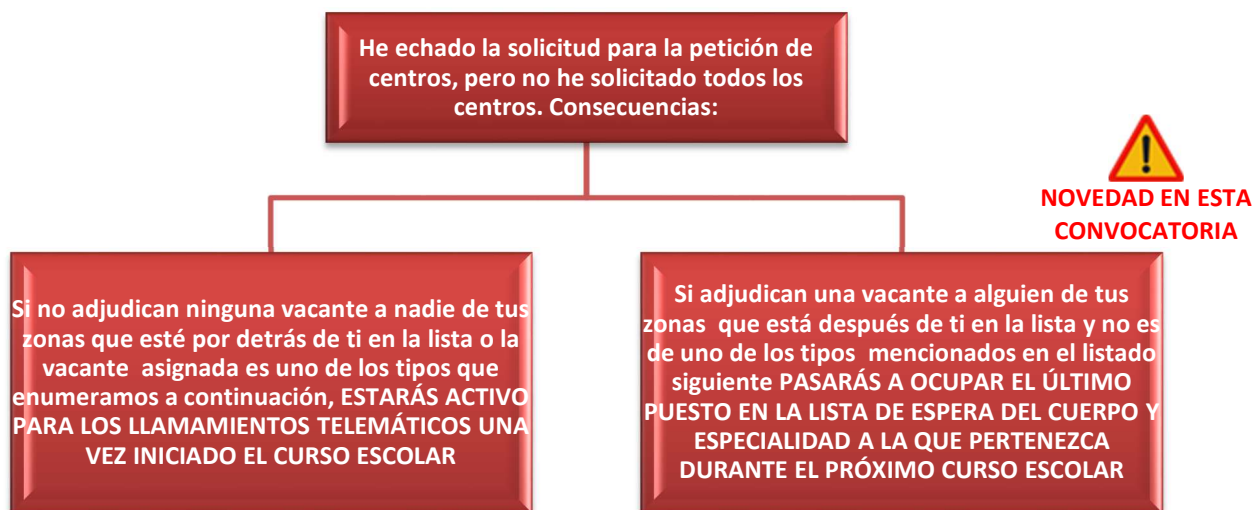 He echado la solicitud para la petición de
centros, pero no he solicitado todos los
centros. Consecuencias:
NOVEDAD EN ESTA
CONVOCATORIA
Si no adjudican ninguna vacante a nadie de tus
zonas que esté por detrás de ti en la lista o la
vacante asignada es uno de los tipos que
enumeramos a continuación, ESTARÁS ACTIVO
PARA LOS LLAMAMIENTOS TELEMÁTICOS UNA
VEZ INICIADO EL CURSO ESCOLAR
Si adjudican una vacante a alguien de tus
zonas que está después de ti en la lista y no es
de uno de los tipos mencionados en el listado
siguiente PASARÁS A OCUPAR EL ÚLTIMO
PUESTO EN LA LISTA DE ESPERA DEL CUERPO Y
ESPECIALIDAD A LA QUE PERTENEZCA
DURANTE EL PRÓXIMO CURSO ESCOLAR